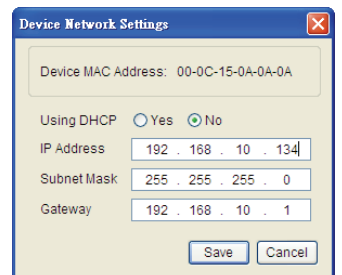 Device Network Settings
Device MAC Address: 00-0C-15-0A-0A-0A
Using DHCP Yes No
IP Address 192 . 168 . 10 . 134
Subnet Mask 255 . 255 . 255 . 0
Gateway 192 . 168 . 10 . 1
Save Cancel